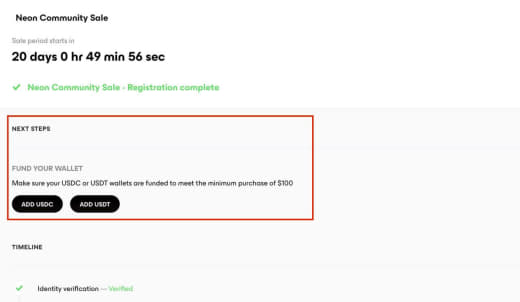 Neon Community Sale
Sale period starts in
20 days 0 hr 49 min 56 sec
Neon Community Sale - Registration complete
NEXT STEPS
FUND YOUR WALLET
Make sure your USDC or USDT wallets are funded to meet the minimum purchase of $100
ADD USDC ADD USDT
TIMELINE
Identity verification — Verified